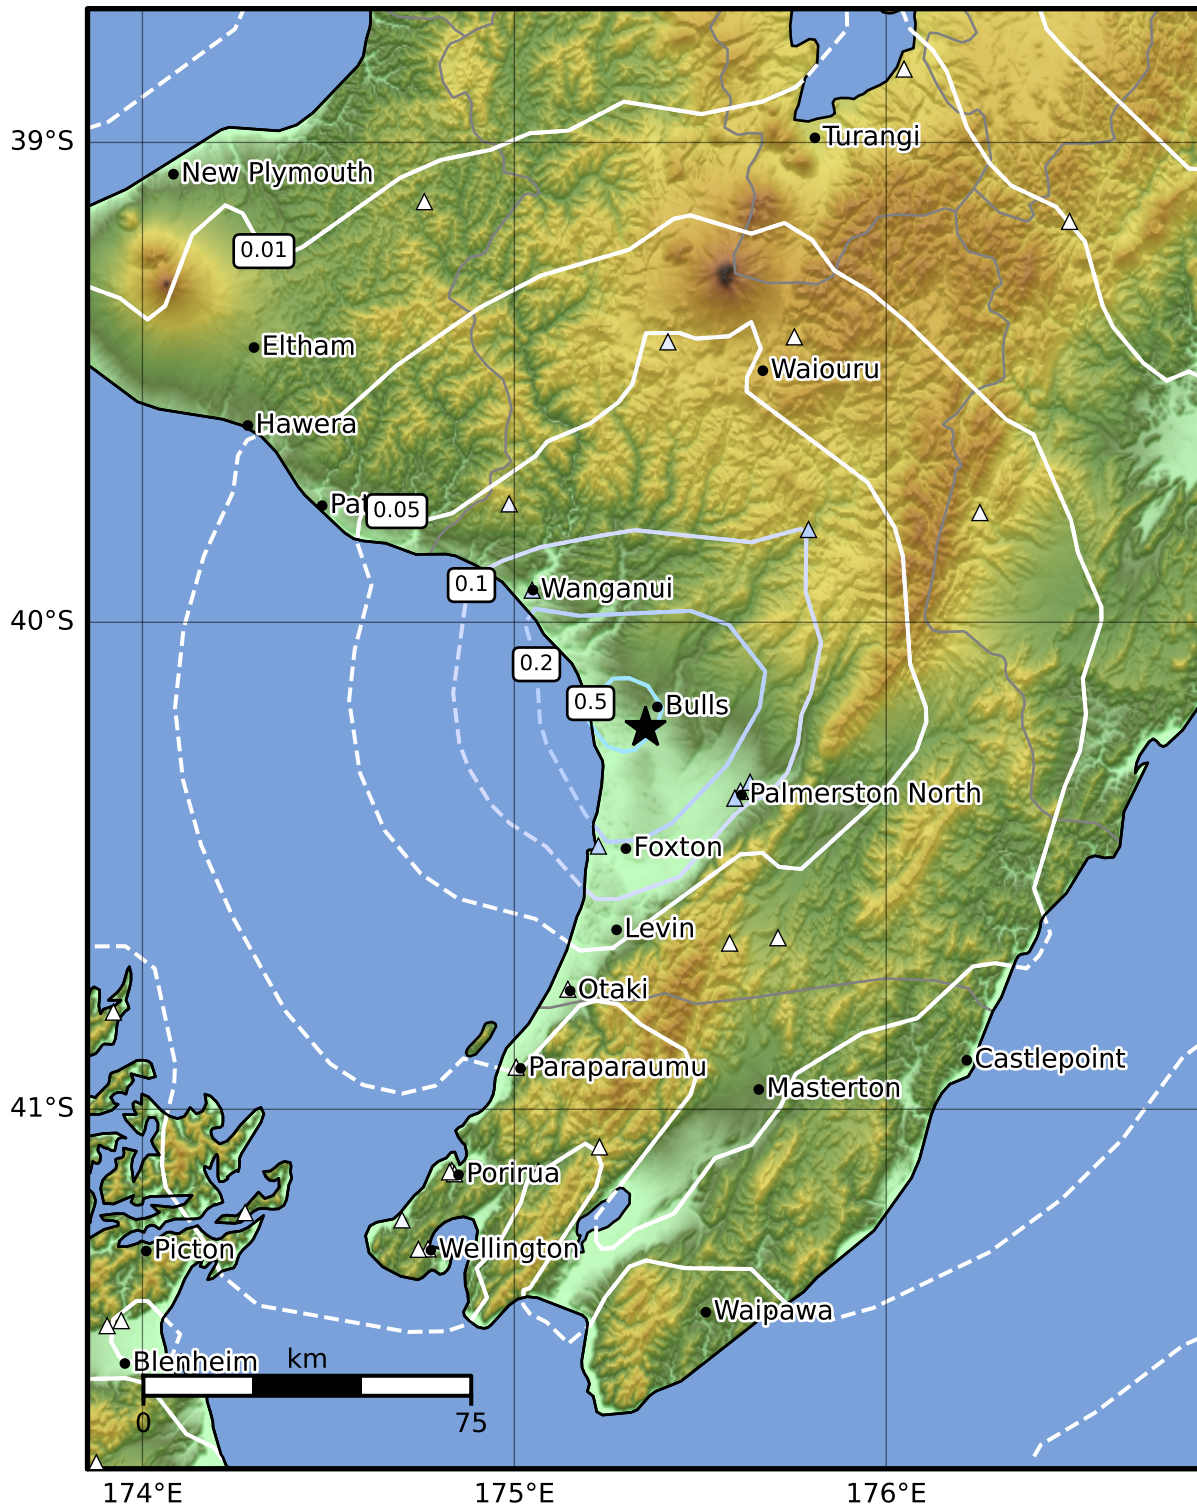 39°S
Turangi
New Plymouth
0.01
Eltham
Waiouru
Hawera
0.05
0.1
Wanganui
40°S
0.2
0.5
Bulls
Palmerston North
Foxton
Levin
Otaki
Paraparaumu
Castlepoint
Masterton
41°S
Porirua
Picton
Wellington
Waipawa
Blenheim
km
0
75
174°E
175°E
176°E